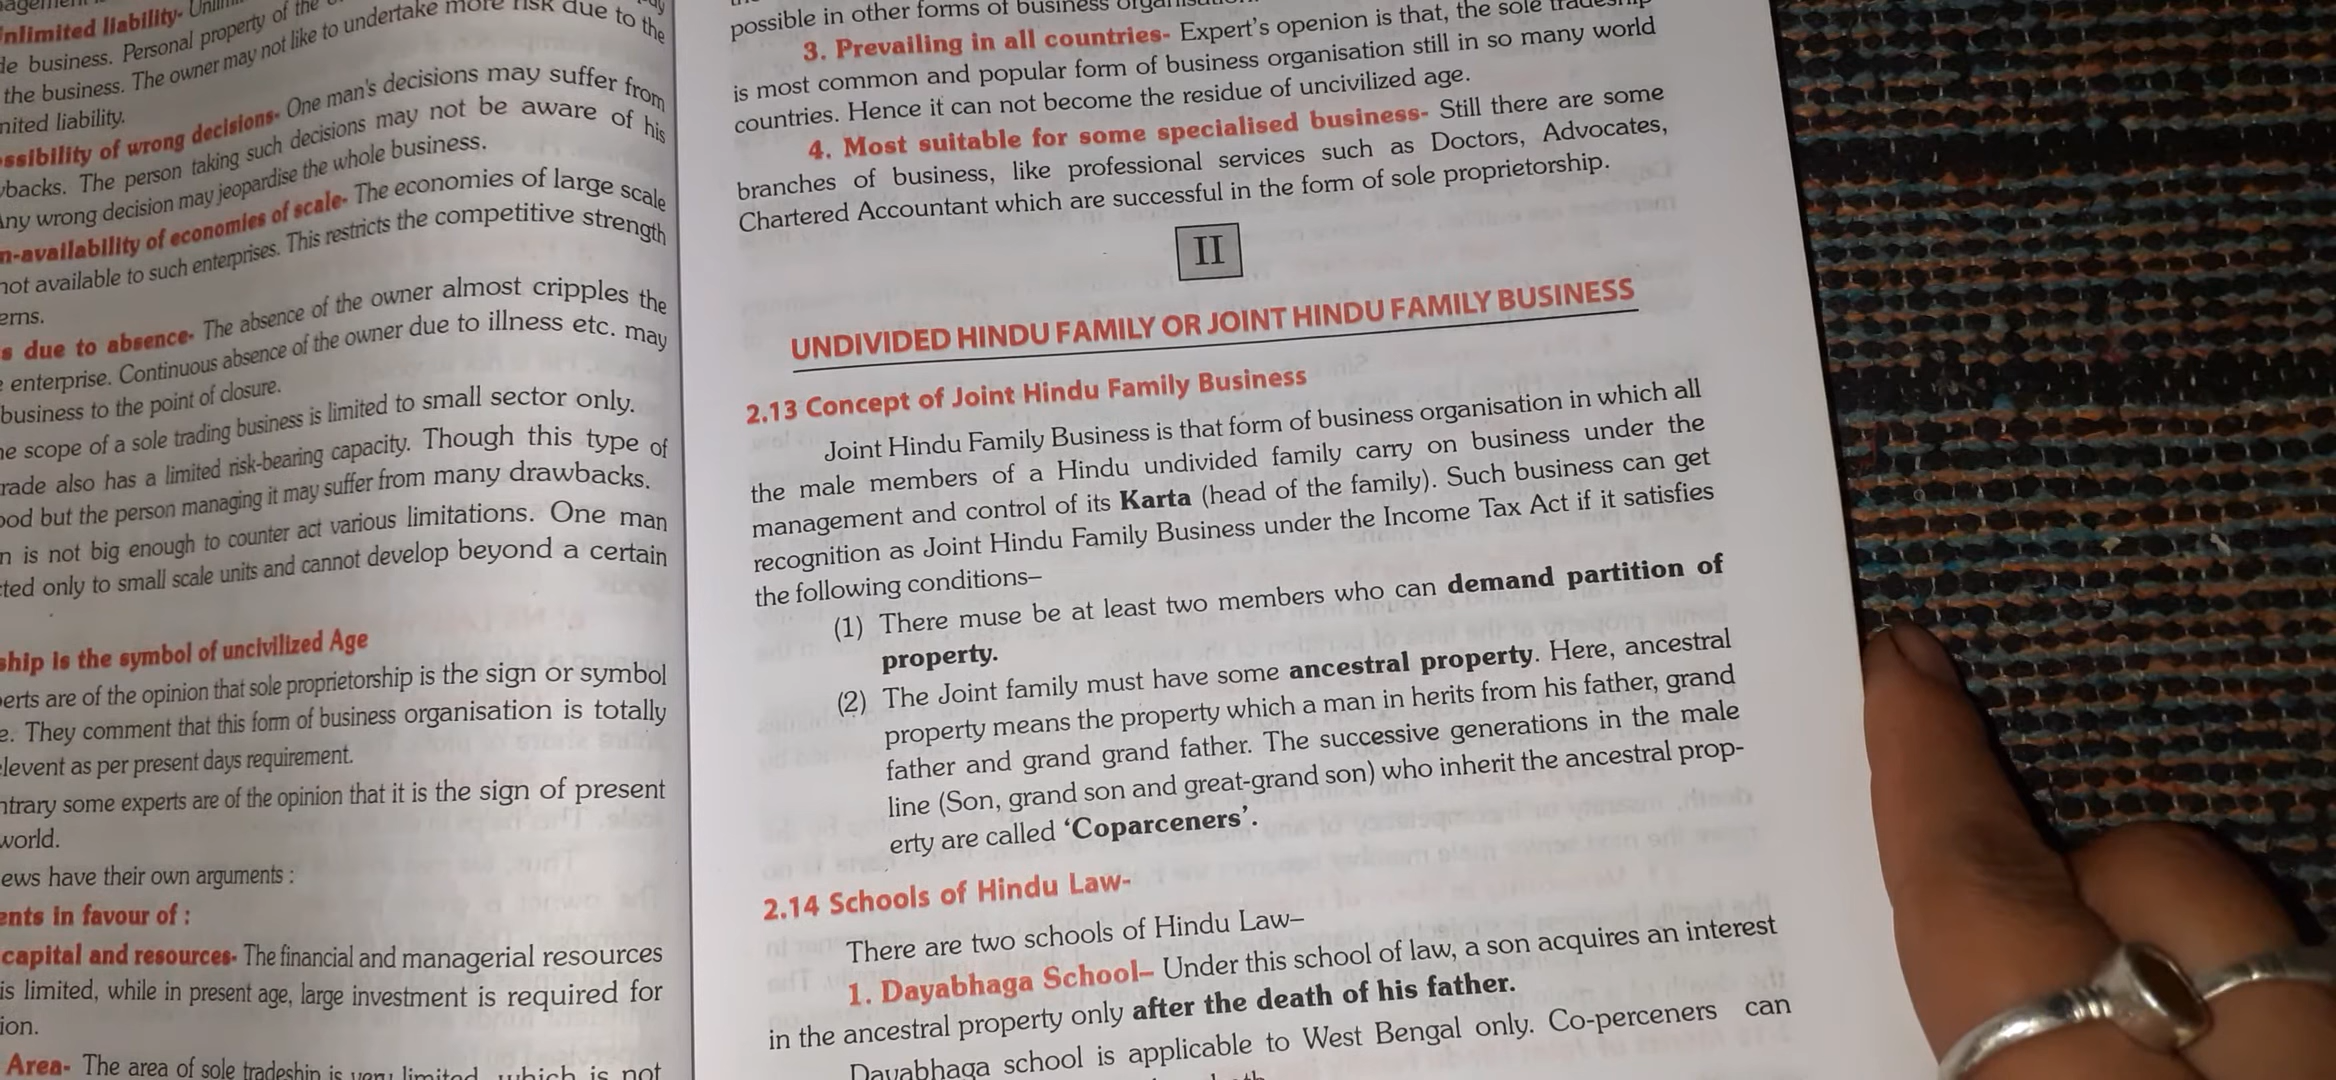 nlimited liability-
le business. Personal property of the
the business. The owner may not like to undertake more risk due to the
nited liability.
ssibility of wrong decisions- One man's decisions may suffer from
backs. The person taking such decisions may not be aware of his
Any wrong decision may jeopardise the whole business.
n-availability of economies of scale- The economies of large scale
not available to such enterprises. This restricts the competitive strength
erns.
s due to absence- The absence of the owner almost cripples the
enterprise. Continuous absence of the owner due to illness etc. may
business to the point of closure.
e scope of a sole trading business is limited to small sector only.
rade also has a limited risk-bearing capacity. Though this type of
ood but the person managing it may suffer from many drawbacks.
n is not big enough to counter act various limitations. One man
ted only to small scale units and cannot develop beyond a certain
ship is the symbol of uncivilized Age
erts are of the opinion that sole proprietorship is the sign or symbol
e. They comment that this form of business organisation is totally
levent as per present days requirement.
ntrary some experts are of the opinion that it is the sign of present
world.
ews have their own arguments :
ents in favour of :
capital and resources- The financial and managerial resources
is limited, while in present age, large investment is required for
ion.
Area- The area of sole tradeship is very limited, which is not
possible in other forms of business
3. Prevailing in all countries- Expert's openion is that, the sole tradeship
is most common and popular form of business organisation still in so many world
countries. Hence it can not become the residue of uncivilized age.
4. Most suitable for some specialised business- Still there are some
branches of business, like professional services such as Doctors, Advocates,
Chartered Accountant which are successful in the form of sole proprietorship.
II
UNDIVIDED HINDU FAMILY OR JOINT HINDU FAMILY BUSINESS
2.13 Concept of Joint Hindu Family Business
Joint Hindu Family Business is that form of business organisation in which all
the male members of a Hindu undivided family carry on business under the
management and control of its Karta (head of the family). Such business can get
recognition as Joint Hindu Family Business under the Income Tax Act if it satisfies
the following conditions–
(1) There muse be at least two members who can demand partition of
property.
(2) The Joint family must have some ancestral property. Here, ancestral
property means the property which a man in herits from his father, grand
father and grand grand father. The successive generations in the male
line (Son, grand son and great-grand son) who inherit the ancestral prop-
erty are called 'Coparceners'.
2.14 Schools of Hindu Law-
There are two schools of Hindu Law–
1. Dayabhaga School– Under this school of law, a son acquires an interest
in the ancestral property only after the death of his father.
Dayabhaga school is applicable to West Bengal only. Co-perceners can